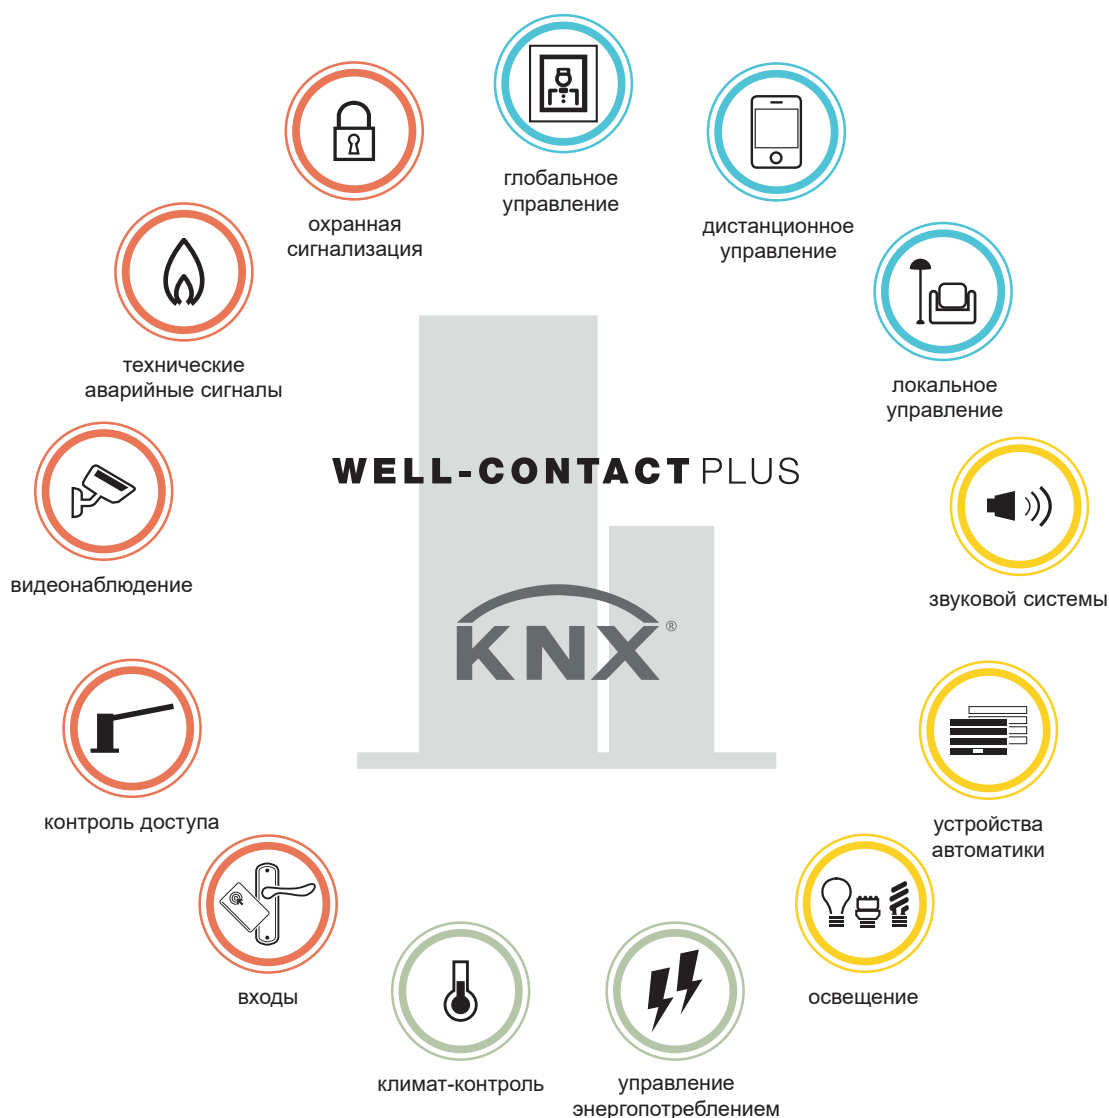 глобальное
управление
охранная
сигнализация
дистанционное
управление
технические
аварийные сигналы
локальное
управление
WELL-CONTACT PLUS
видеонаблюдение
звуковой системы
KNX®
контроль доступа
устройства
автоматики
входы
освещение
климат-контроль
управление
энергопотреблением